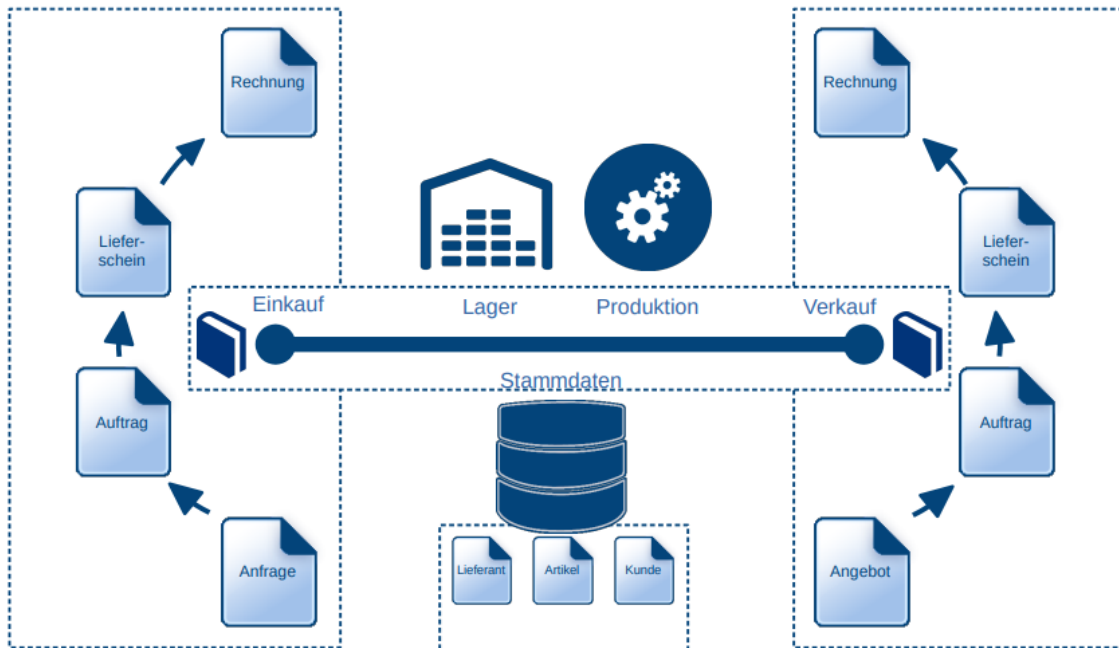 Rechnung
Rechnung
Liefer-
schein
Liefer-
schein
Einkauf
Lager
Produktion
Verkauf
Stammdaten
Auftrag
Auftrag
Anfrage
Lieferant
Artikel
Kunde
Angebot